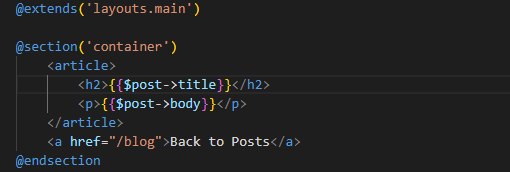 @extends('layouts.main')
@section('container')
<article>
<h2>{{$post->title}}</h2>
<p>{{$post->body}}</p>
</article>
<a href="/blog">Back to Posts</a>
@endsection